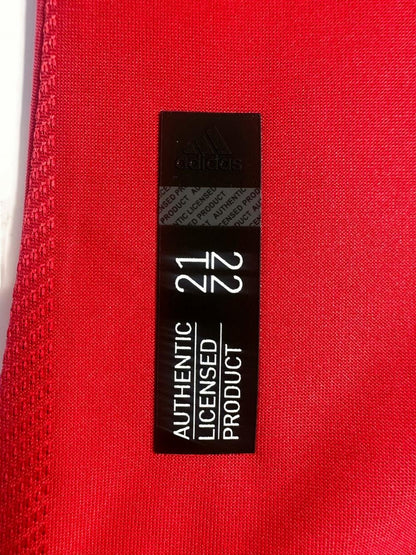 adidas
21
22
AUTHENTIC
LICENSED
PRODUCT